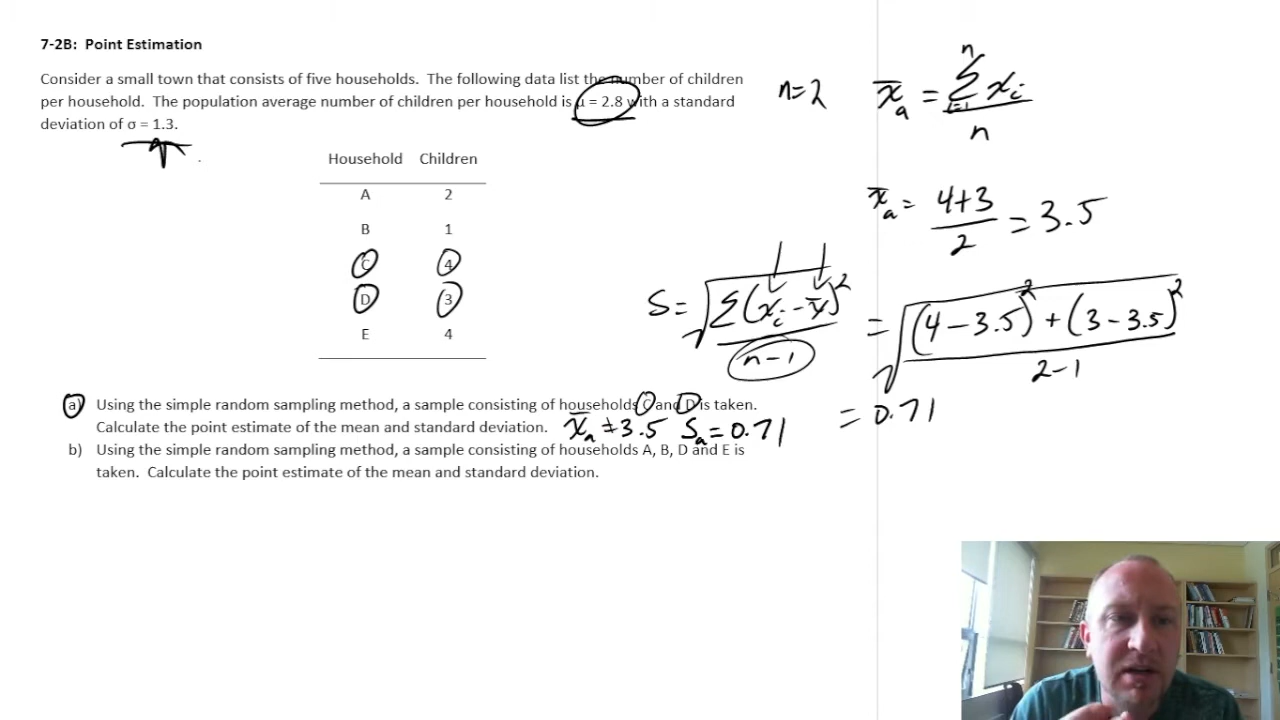 7-2B: Point Estimation
Consider a small town that consists of five households. The following data list the number of children
per household. The population average number of children per household is μ = 2.8 with a standard
deviation of σ = 1.3.
Household Children
A 2
B 1
C 4
D 3
E 4
a) Using the simple random sampling method, a sample consisting of households C and D is taken.
Calculate the point estimate of the mean and standard deviation. x̄a = 3.5 Sa = 0.71
b) Using the simple random sampling method, a sample consisting of households A, B, D and E is
taken. Calculate the point estimate of the mean and standard deviation.
n=2 x̄a = Σ(i=1 to n) xi / n
x̄a = (4+3)/2 = 3.5
S = √(Σ(xi - x̄)²/(n-1)) = √(((4-3.5)² + (3-3.5)²)/(2-1))
= 0.71